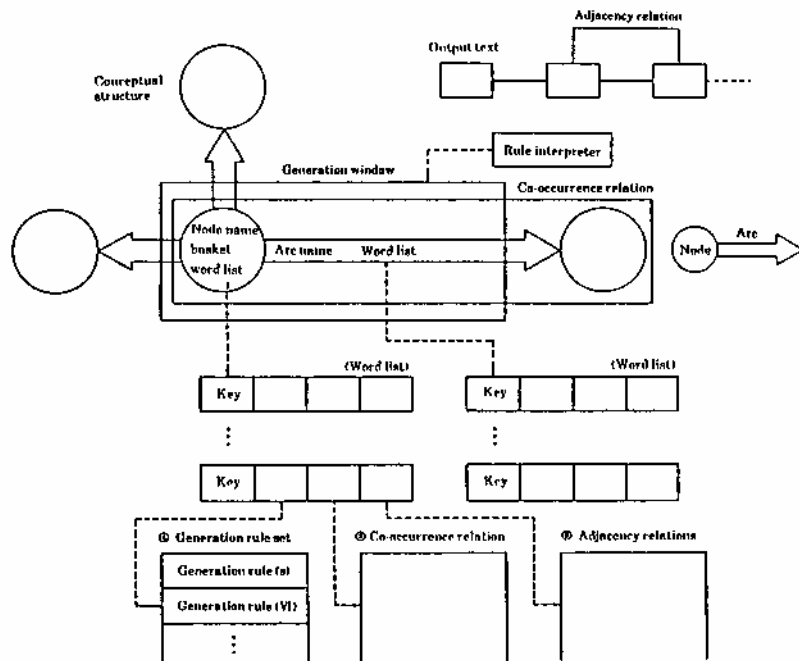 Adjacency relation
Output text
Conceptual
structure
Rule interpreter
Generation window
Co-occurrence relation
Node name
basket
word list
Arc name
Word list
Node
Arc
(Word list)
(Word list)
Key
Key
Key
Key
Generation rule set
Co-occurrence relation
Adjacency relations
Generation rule (s)
Generation rule (VI)